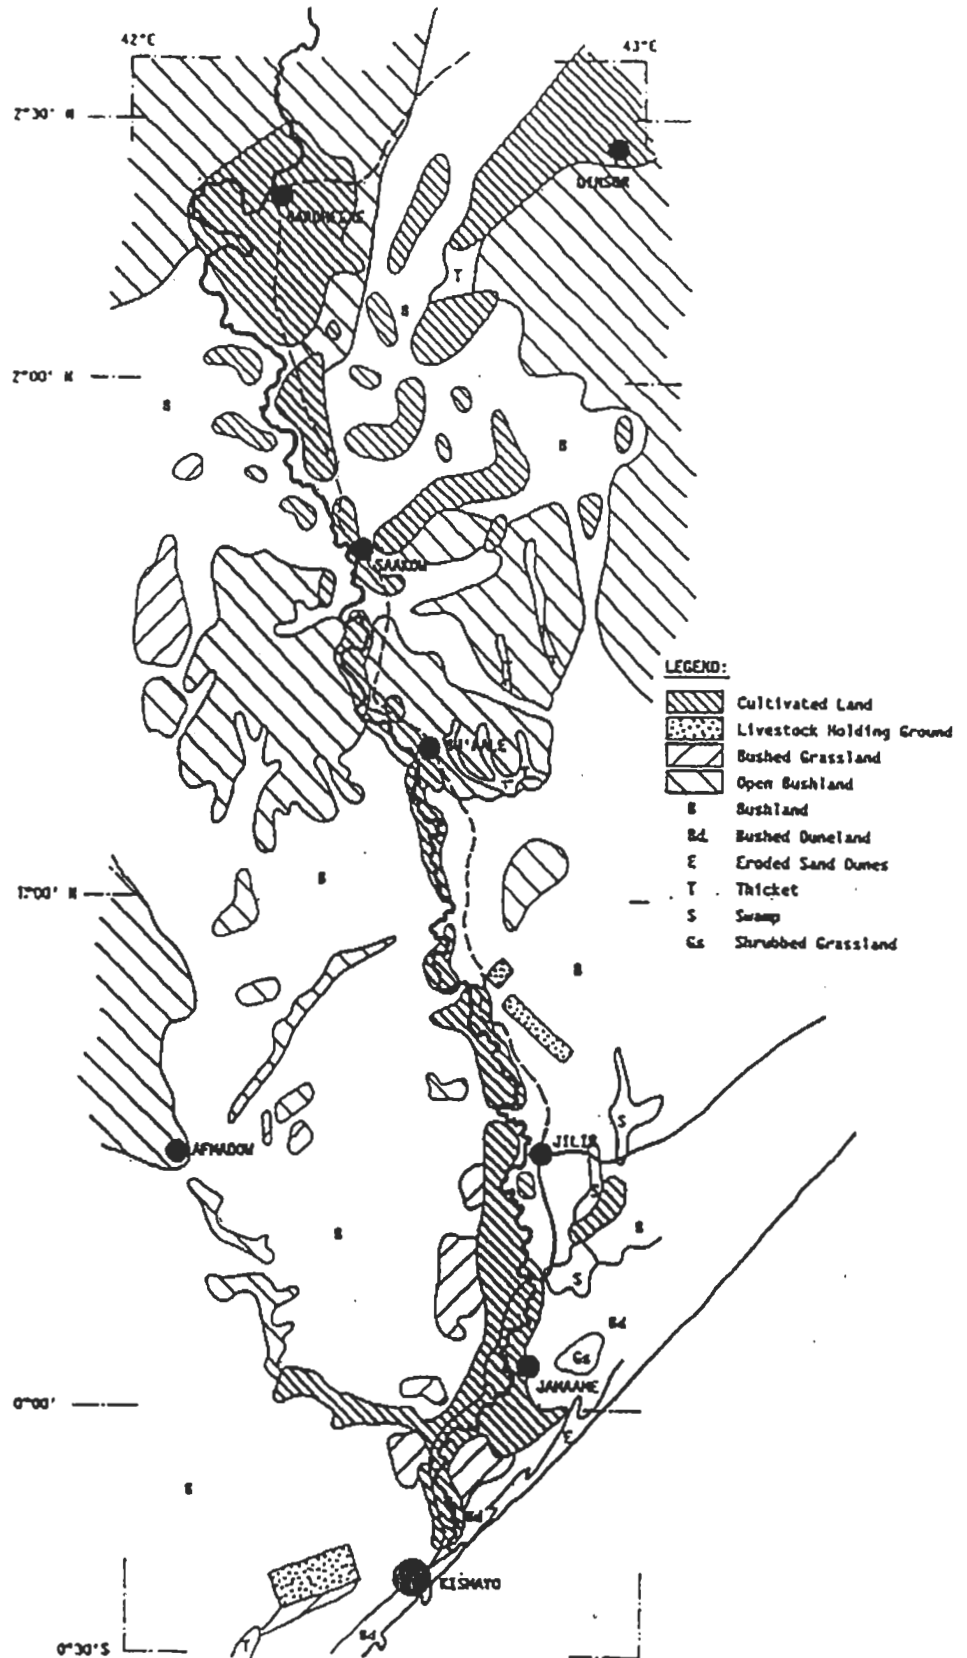 42°E
43°E
2°30' N
DINSOR
BARDHEERE
T
S
2°00' N
B
B
SAAKOW
LEGEND:
Cultivated Land
Livestock Holding Ground
Bushed Grassland
Open Bushland
B Bushland
Bd Bushed Duneland
E Eroded Sand Dunes
T Thicket
S Swamp
Gs Shrubbed Grassland
BU'AALE
T
B
1°00' N
B
S
AFMADOW
JILIB
S
B
B
S
Bd
Gs
JAMAAME
0°00'
E
B
Bd
KISMAYO
Bd
T
0°30'S